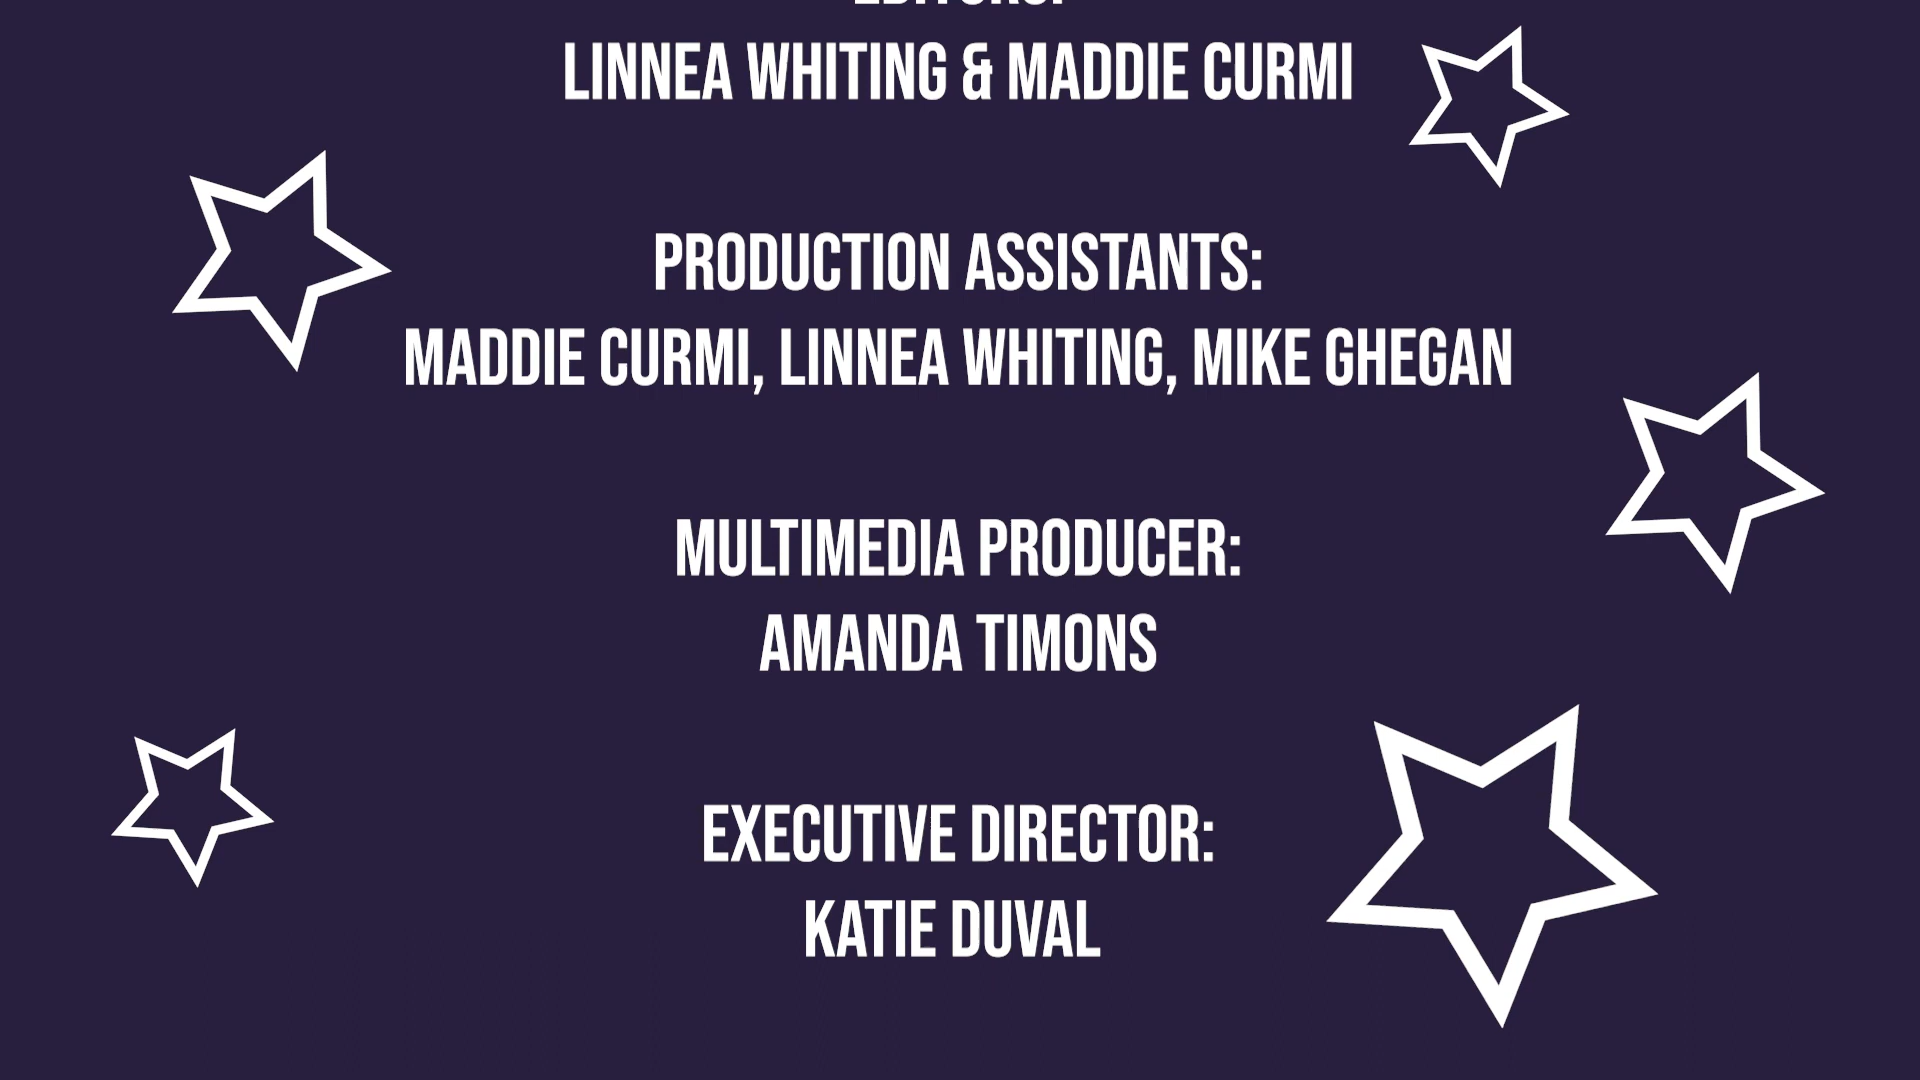 LINNEA WHITING & MADDIE CURMI
PRODUCTION ASSISTANTS:
MADDIE CURMI, LINNEA WHITING, MIKE GHEGAN
MULTIMEDIA PRODUCER:
AMANDA TIMONS
EXECUTIVE DIRECTOR:
KATIE DUVAL